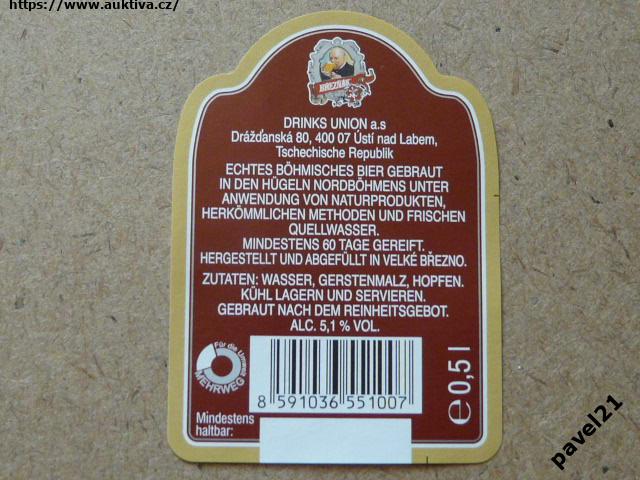 https://www.auktiva.cz/
BŘEZŇÁK
DRINKS UNION a.s
Drážďanská 80, 400 07 Ústí nad Labem,
Tschechische Republik
ECHTES BÖHMISCHES BIER GEBRAUT
IN DEN HÜGELN NORDBÖHMENS UNTER
ANWENDUNG VON NATURPRODUKTEN,
HERKÖMMLICHEN METHODEN UND FRISCHEN
QUELLWASSER.
MINDESTENS 60 TAGE GEREIFT.
HERGESTELLT UND ABGEFÜLLT IN VELKÉ BŘEZNO.
ZUTATEN: WASSER, GERSTENMALZ, HOPFEN.
KÜHL LAGERN UND SERVIEREN.
GEBRAUT NACH DEM REINHEITSGEBOT.
ALC. 5,1 % VOL.
Für die Umwelt
MEHRWEG
8 591036 551007
℮ 0,5 l
Mindestens
haltbar:
pavel21